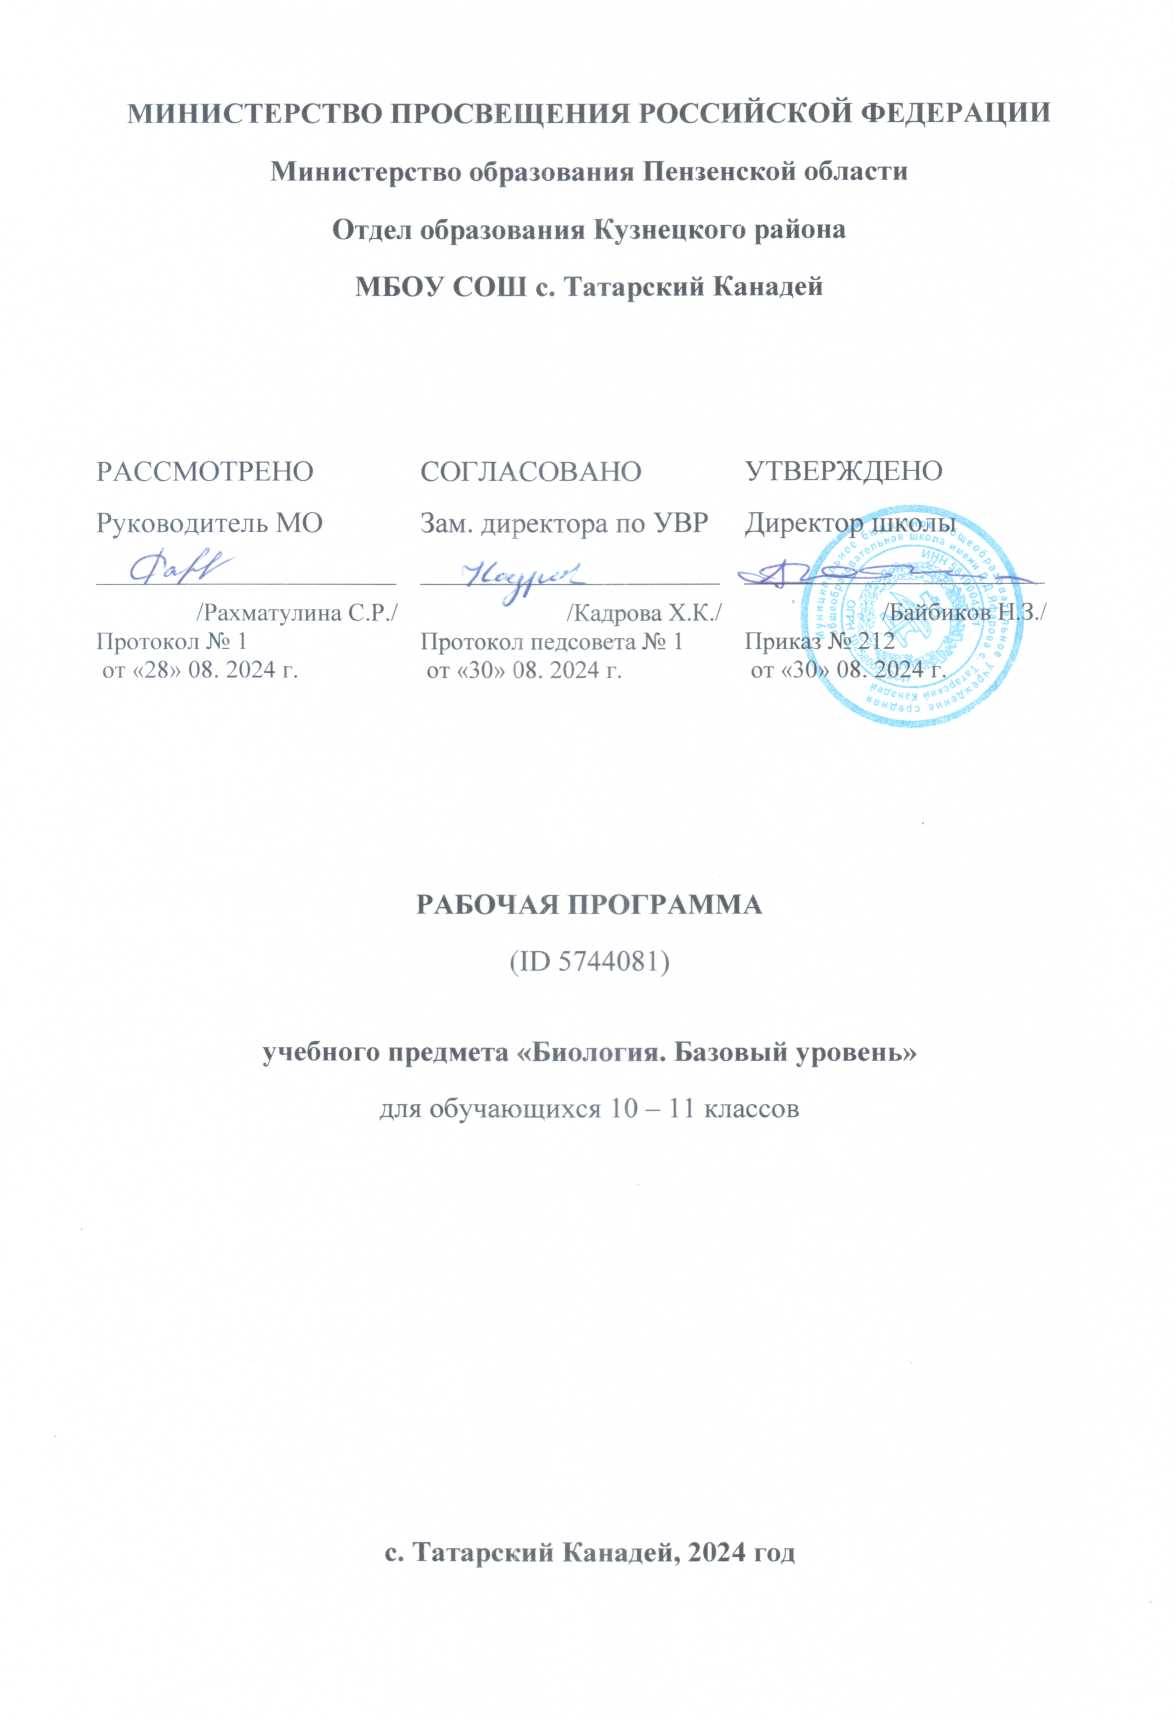 МИНИСТЕРСТВО ПРОСВЕЩЕНИЯ РОССИЙСКОЙ ФЕДЕРАЦИИ
Министерство образования Пензенской области
Отдел образования Кузнецкого района
МБОУ СОШ с. Татарский Канадей
РАССМОТРЕНО
Руководитель МО
/Рахматулина С.Р./
Протокол № 1
от «28» 08. 2024 г.
СОГЛАСОВАНО
Зам. директора по УВР
/Кадрова Х.К./
Протокол педсовета № 1
от «30» 08. 2024 г.
УТВЕРЖДЕНО
Директор школы
/Байбиков Н.З./
Приказ № 212
от «30» 08. 2024 г.
РАБОЧАЯ ПРОГРАММА
(ID 5744081)
учебного предмета «Биология. Базовый уровень»
для обучающихся 10 – 11 классов
с. Татарский Канадей, 2024 год